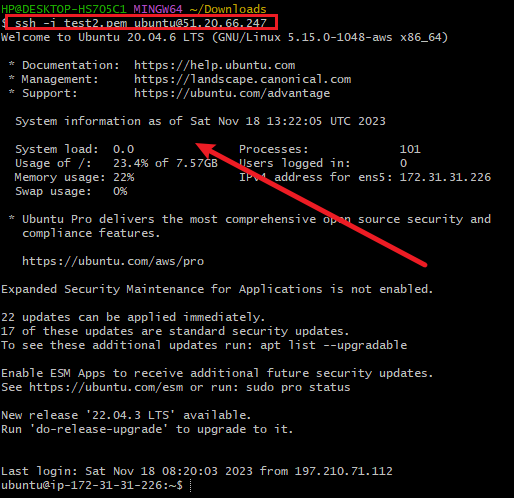 HP@DESKTOP-HS705C1 MINGW64 ~/Downloads
$ ssh -i test2.pem ubuntu@51.20.66.247
Welcome to Ubuntu 20.04.6 LTS (GNU/Linux 5.15.0-1048-aws x86_64)
* Documentation:  https://help.ubuntu.com
* Management:     https://landscape.canonical.com
* Support:        https://ubuntu.com/advantage
System information as of Sat Nov 18 13:22:05 UTC 2023
System load:  0.0               Processes:             101
Usage of /:   23.4% of 7.57GB   Users logged in:       0
Memory usage: 22%               IPv4 address for ens5: 172.31.31.226
Swap usage:   0%
* Ubuntu Pro delivers the most comprehensive open source security and
compliance features.
https://ubuntu.com/aws/pro
Expanded Security Maintenance for Applications is not enabled.
22 updates can be applied immediately.
17 of these updates are standard security updates.
To see these additional updates run: apt list --upgradable
Enable ESM Apps to receive additional future security updates.
See https://ubuntu.com/esm or run: sudo pro status
New release '22.04.3 LTS' available.
Run 'do-release-upgrade' to upgrade to it.
Last login: Sat Nov 18 08:20:03 2023 from 197.210.71.112
ubuntu@ip-172-31-31-226:~$